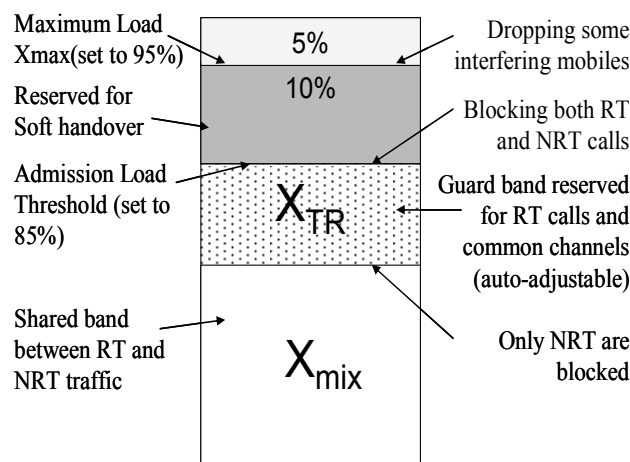 Maximum Load
Xmax(set to 95%)
Reserved for
Soft handover
Admission Load
Threshold (set to
85%)
Shared band
between RT and
NRT traffic
5%
10%
XTR
Xmix
Dropping some
interfering mobiles
Blocking both RT
and NRT calls
Guard band reserved
for RT calls and
common channels
(auto-adjustable)
Only NRT are
blocked